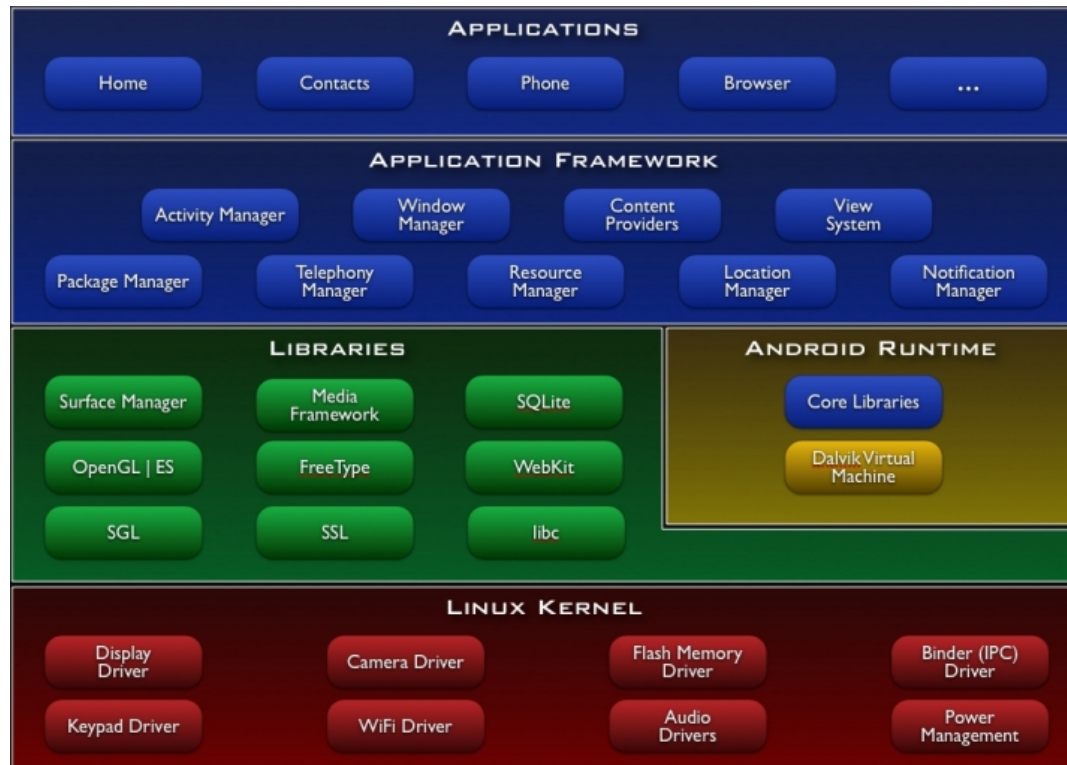 APPLICATIONS
Home
Contacts
Phone
Browser
...
APPLICATION FRAMEWORK
Activity Manager
Window
Manager
Content
Providers
View
System
Package Manager
Telephony
Manager
Resource
Manager
Location
Manager
Notification
Manager
LIBRARIES
Surface Manager
Media
Framework
SQLite
OpenGL | ES
FreeType
WebKit
SGL
SSL
libc
ANDROID RUNTIME
Core Libraries
Dalvik Virtual
Machine
LINUX KERNEL
Display
Driver
Camera Driver
Flash Memory
Driver
Binder (IPC)
Driver
Keypad Driver
WiFi Driver
Audio
Drivers
Power
Management